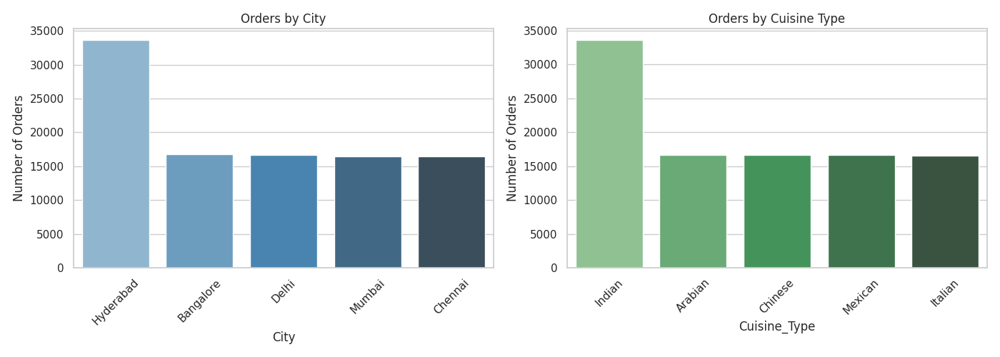 Orders by City
35000
30000
25000
20000
15000
10000
5000
0
Number of Orders
Hyderabad
Bangalore
Delhi
Mumbai
Chennai
City
Orders by Cuisine Type
35000
30000
25000
20000
15000
10000
5000
0
Number of Orders
Indian
Arabian
Chinese
Mexican
Italian
Cuisine_Type